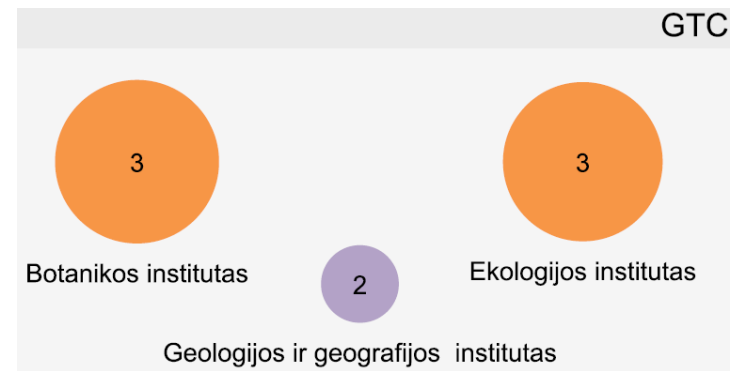 GTC
3
3
Botanikos institutas
Ekologijos institutas
2
Geologijos ir geografijos institutas